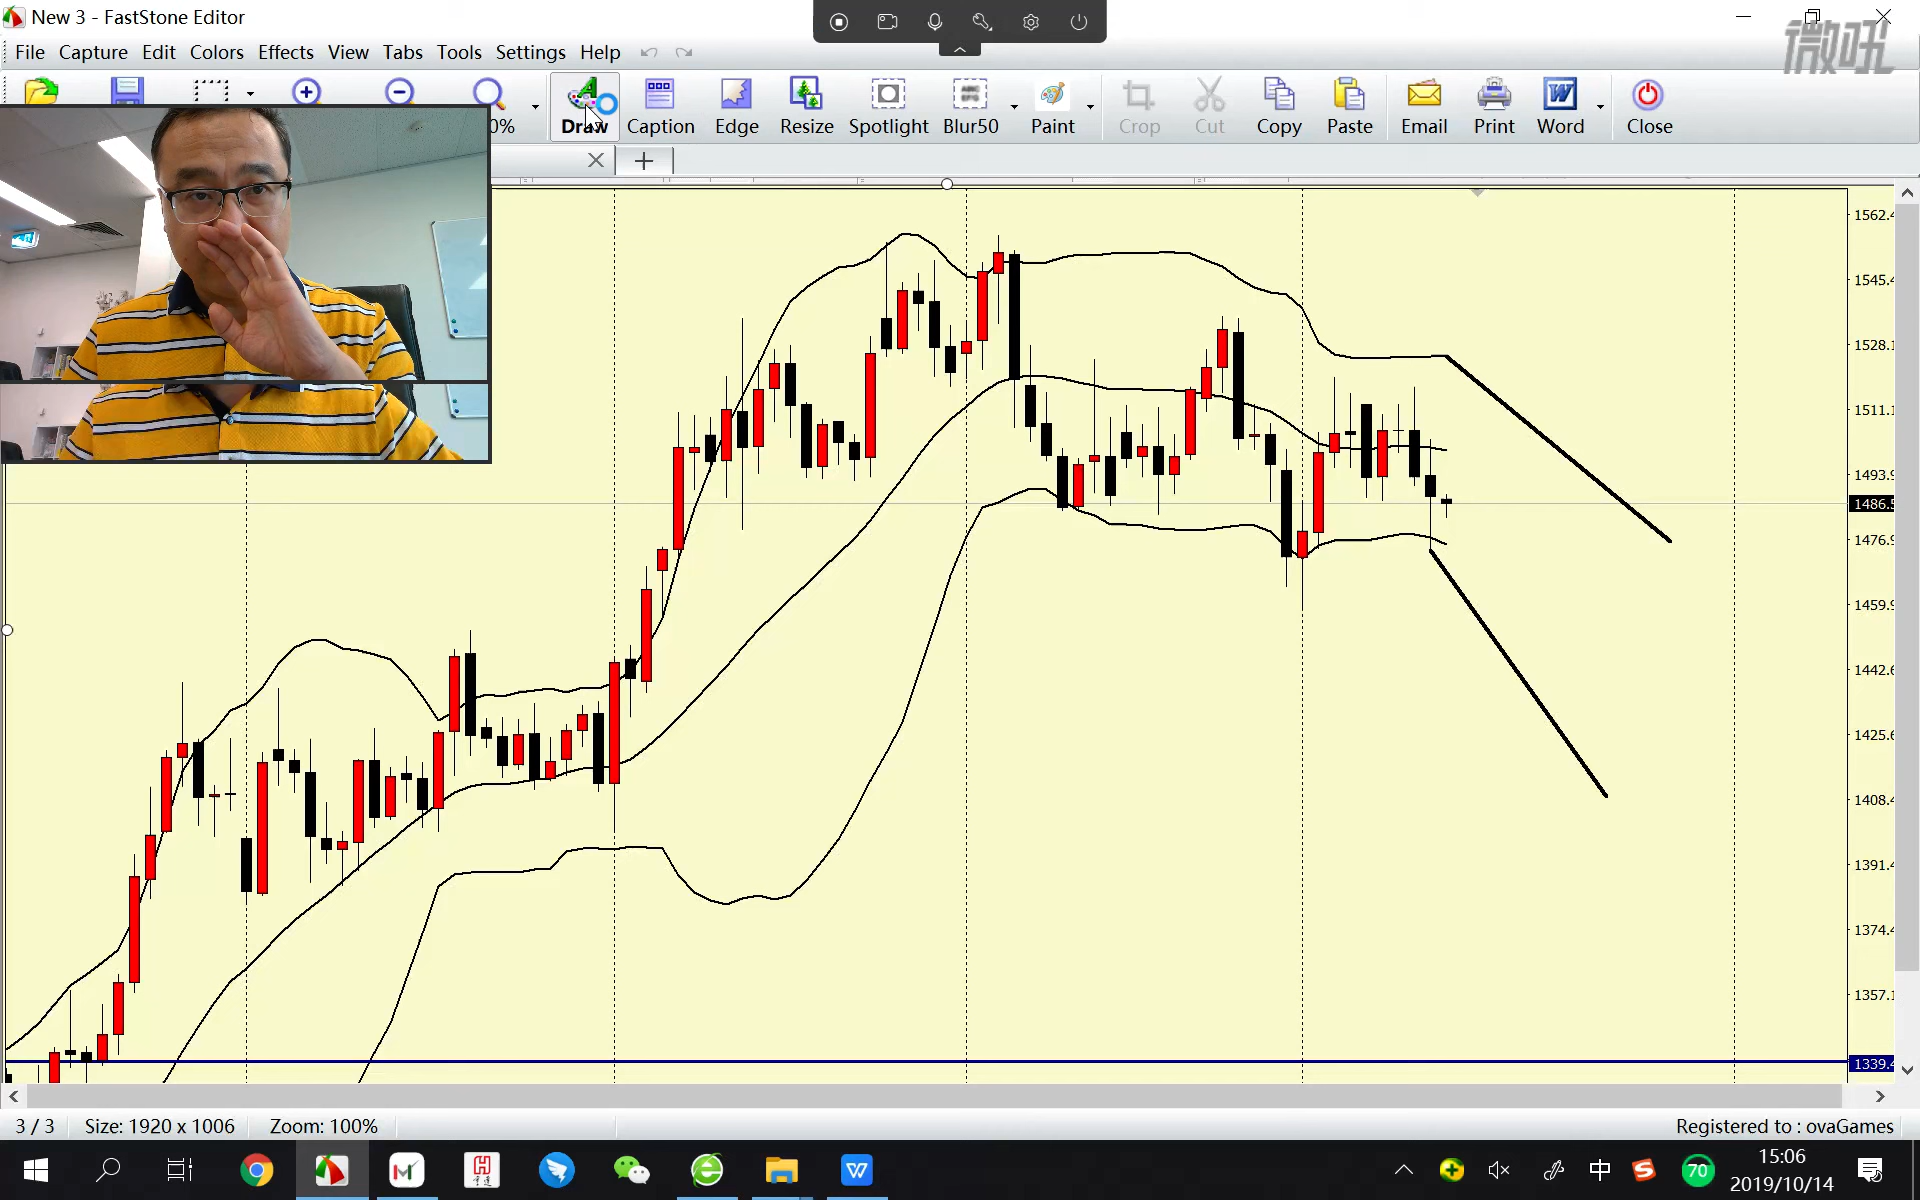 New 3 - FastStone Editor
微吼
File Capture Edit Colors Effects View Tabs Tools Settings Help
0% Draw Caption Edge Resize Spotlight Blur50 Paint Crop Cut Copy Paste Email Print Word Close
1562.4
1545.4
1528.1
1511.1
1493.9
1486.5
1476.9
1459.9
1442.6
1425.6
1408.4
1391.4
1374.4
1357.1
1339.4
3 / 3 Size: 1920 x 1006 Zoom: 100% Registered to : ovaGames
W 中 S 70 15:06
2019/10/14